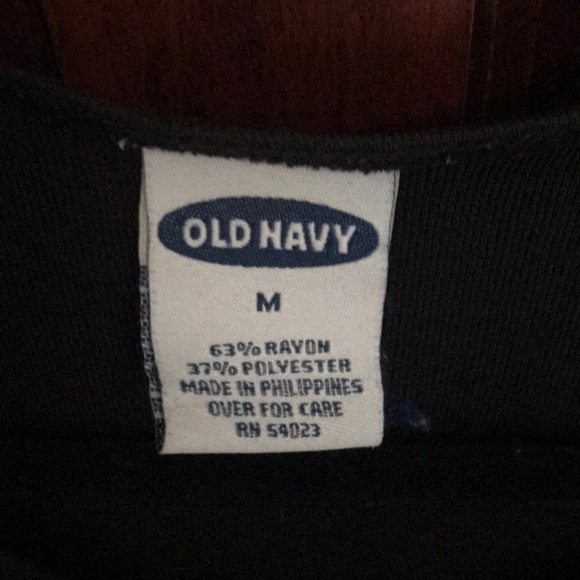 OLD NAVY
M
63% RAYON
37% POLYESTER
MADE IN PHILIPPINES
OVER FOR CARE
RN 54023